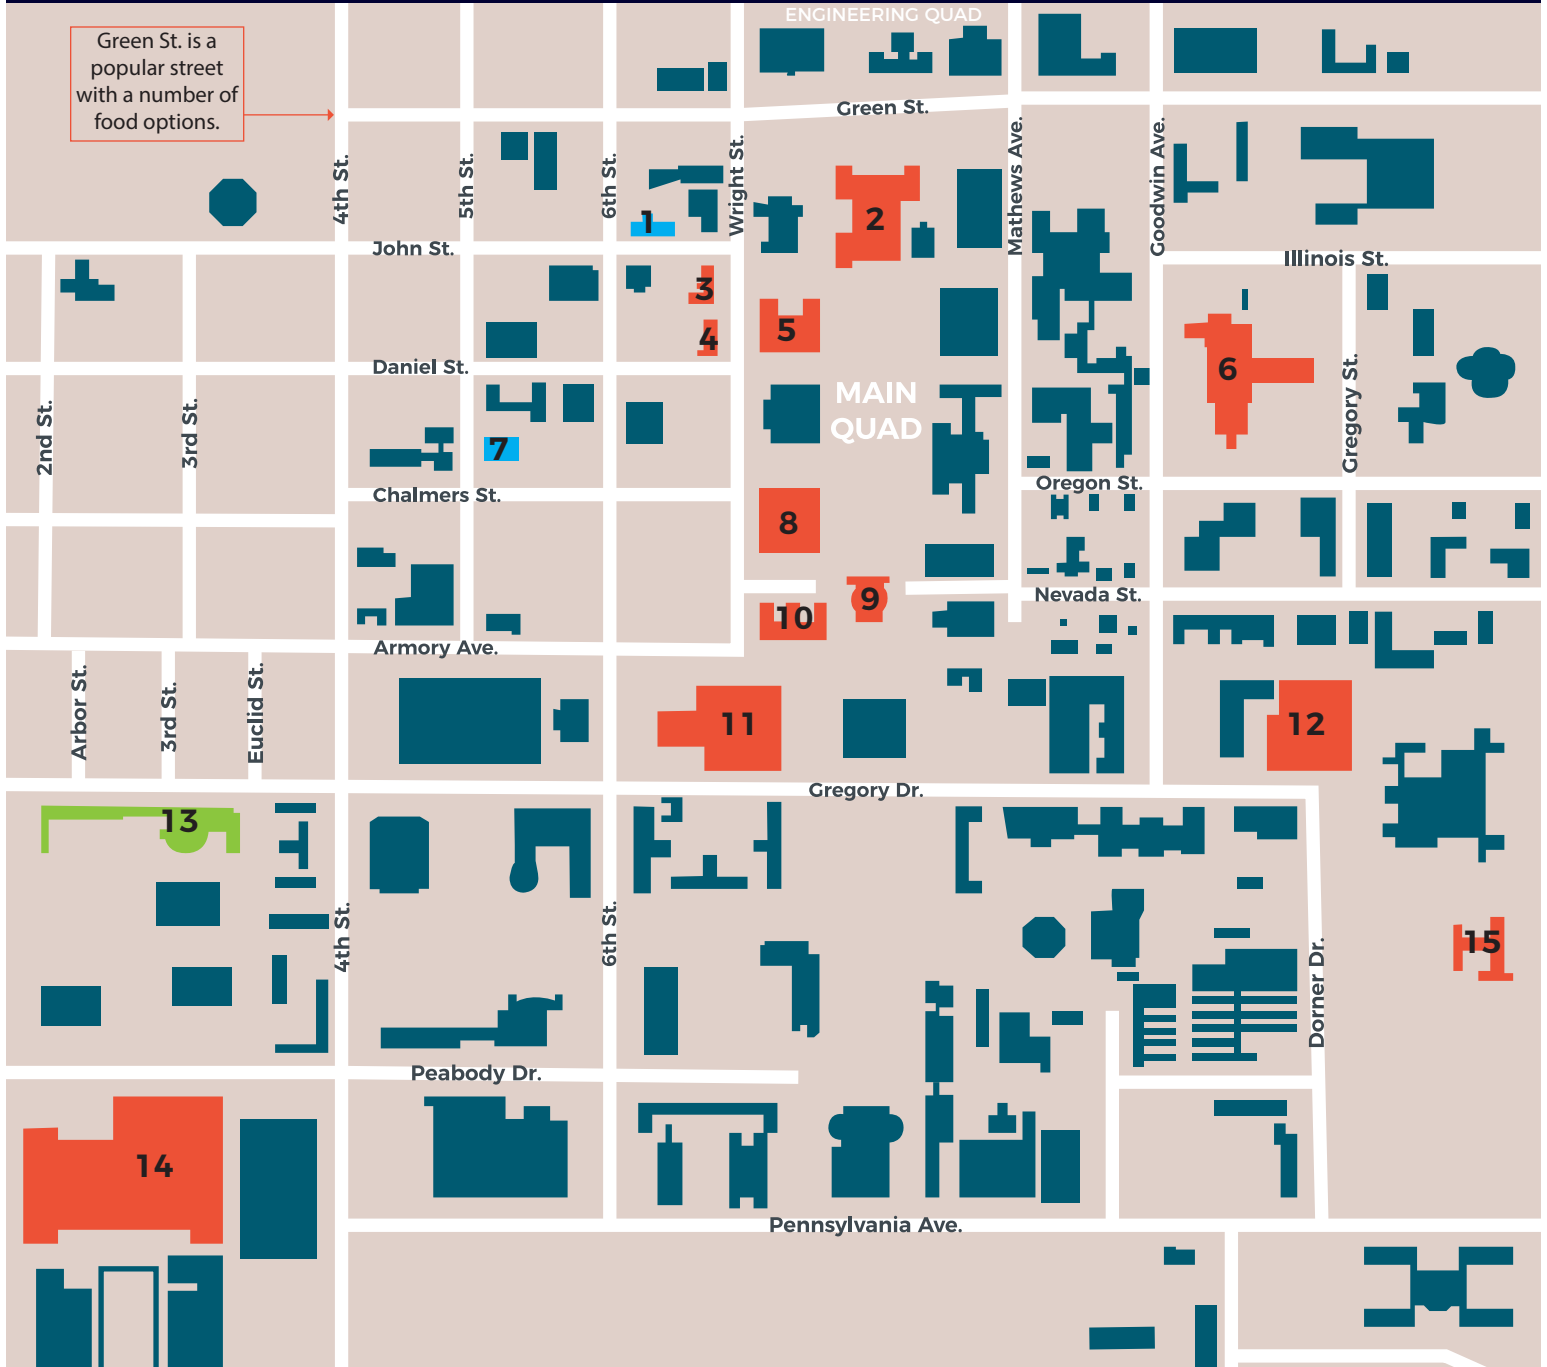 ENGINEERING QUAD
Green St. is a
popular street
with a number of
food options.
Green St.
4th St.
5th St.
6th St.
Wright St.
Mathews Ave.
Goodwin Ave.
1
2
John St.
Illinois St.
3
4
5
6
Daniel St.
MAIN
QUAD
2nd St.
3rd St.
Gregory St.
7
Chalmers St.
Oregon St.
8
9
Nevada St.
10
Armory Ave.
Arbor St.
3rd St.
Euclid St.
11
12
Gregory Dr.
13
4th St.
6th St.
15
Dorner Dr.
Peabody Dr.
14
Pennsylvania Ave.